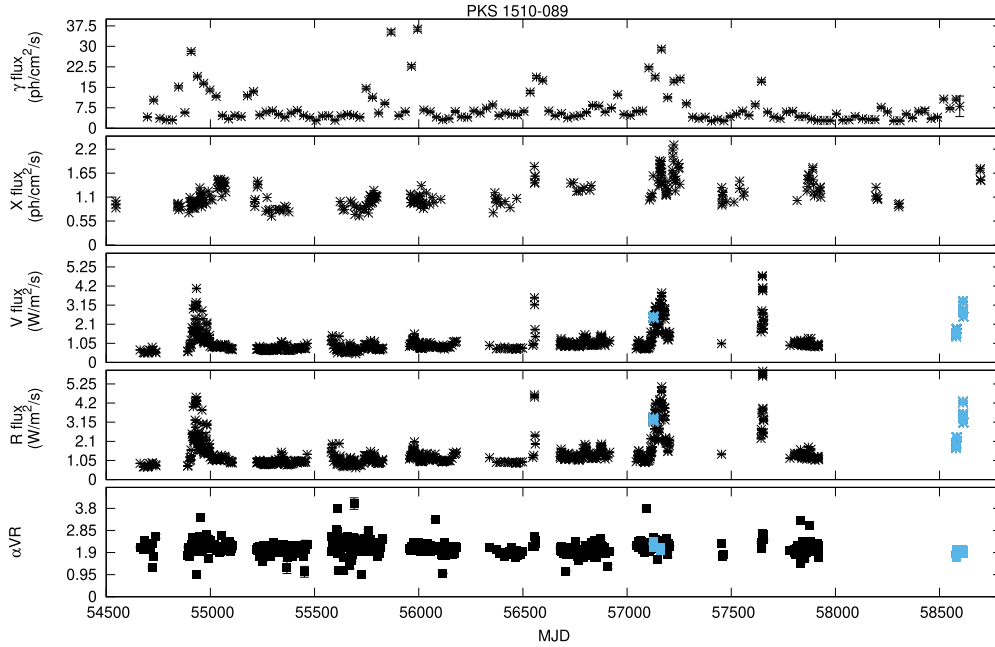 PKS 1510-089
γ flux
(ph/cm²/s)
37.5
30
22.5
15
7.5
0
X flux
(ph/cm²/s)
2.2
1.65
1.1
0.55
0
V flux
(W/m²/s)
5.25
4.2
3.15
2.1
1.05
0
R flux
(W/m²/s)
5.25
4.2
3.15
2.1
1.05
0
αVR
3.8
2.85
1.9
0.95
0
54500 55000 55500 56000 56500 57000 57500 58000 58500
MJD